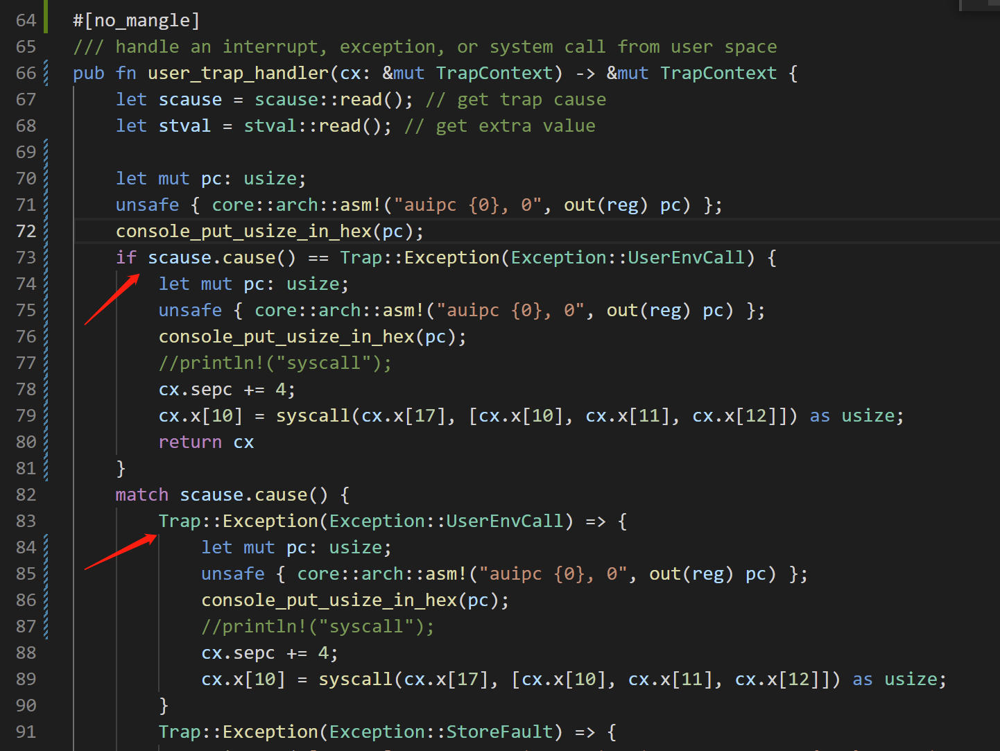 64 #[no_mangle]
65 /// handle an interrupt, exception, or system call from user space
66 pub fn user_trap_handler(cx: &mut TrapContext) -> &mut TrapContext {
67     let scause = scause::read(); // get trap cause
68     let stval = stval::read(); // get extra value
69
70     let mut pc: usize;
71     unsafe { core::arch::asm!("auipc {0}, 0", out(reg) pc) };
72     console_put_usize_in_hex(pc);
73     if scause.cause() == Trap::Exception(Exception::UserEnvCall) {
74         let mut pc: usize;
75         unsafe { core::arch::asm!("auipc {0}, 0", out(reg) pc) };
76         console_put_usize_in_hex(pc);
77         //println!("syscall");
78         cx.sepc += 4;
79         cx.x[10] = syscall(cx.x[17], [cx.x[10], cx.x[11], cx.x[12]]) as usize;
80         return cx
81     }
82     match scause.cause() {
83         Trap::Exception(Exception::UserEnvCall) => {
84             let mut pc: usize;
85             unsafe { core::arch::asm!("auipc {0}, 0", out(reg) pc) };
86             console_put_usize_in_hex(pc);
87             //println!("syscall");
88             cx.sepc += 4;
89             cx.x[10] = syscall(cx.x[17], [cx.x[10], cx.x[11], cx.x[12]]) as usize;
90         }
91         Trap::Exception(Exception::StoreFault) => {